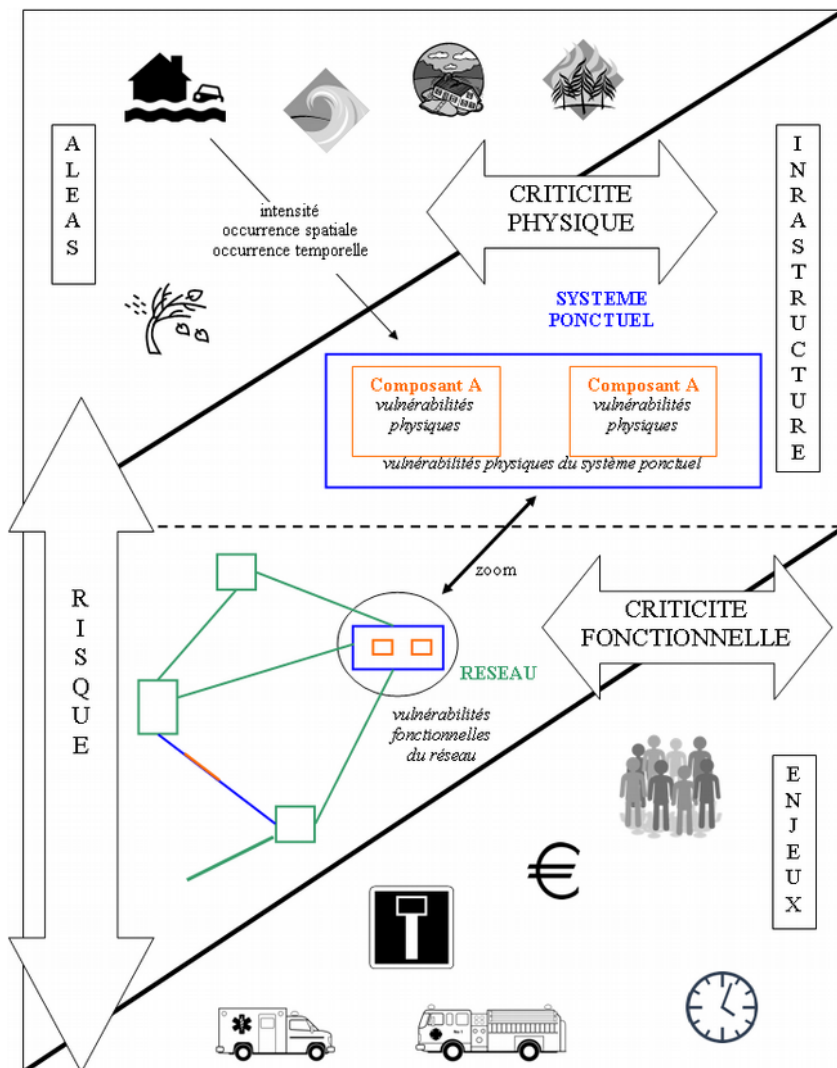 ALEAS
INRASTRUCTURE
CRITICITE
PHYSIQUE
intensité
occurrence spatiale
occurrence temporelle
SYSTEME
PONCTUEL
Composant A
vulnérabilités
physiques
Composant A
vulnérabilités
physiques
vulnérabilités physiques du système ponctuel
RISQUE
zoom
CRITICITE
FONCTIONNELLE
RESEAU
vulnérabilités
fonctionnelles
du réseau
ENJEUX
€